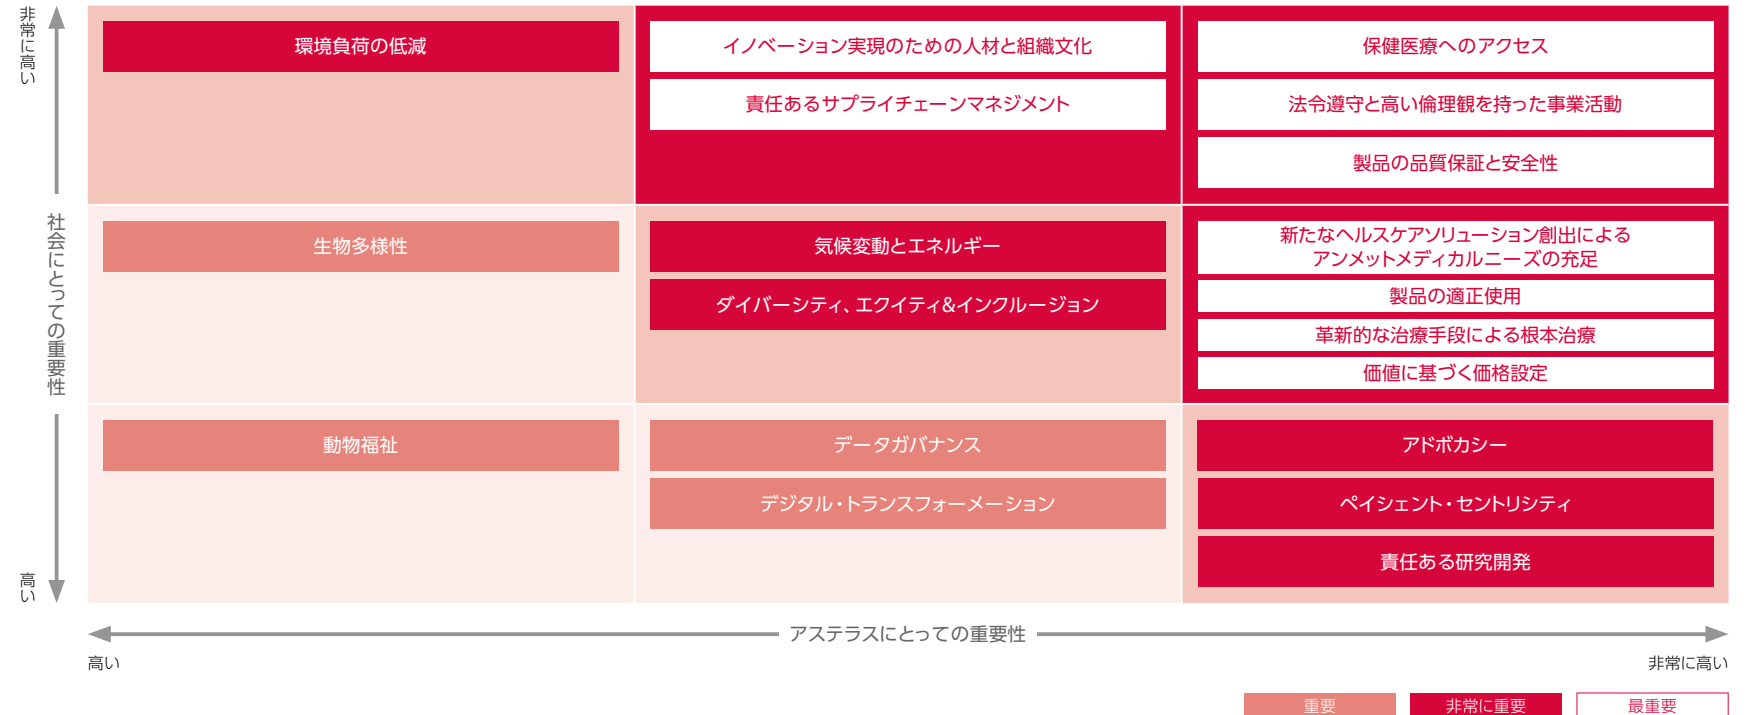 非常に高い
社会にとっての重要性
高い
環境負荷の低減
イノベーション実現のための人材と組織文化
責任あるサプライチェーンマネジメント
保健医療へのアクセス
法令遵守と高い倫理観を持った事業活動
製品の品質保証と安全性
生物多様性
気候変動とエネルギー
ダイバーシティ、エクイティ&インクルージョン
新たなヘルスケアソリューション創出による
アンメットメディカルニーズの充足
製品の適正使用
革新的な治療手段による根本治療
価値に基づく価格設定
動物福祉
データガバナンス
デジタル・トランスフォーメーション
アドボカシー
ペイシェント・セントリシティ
責任ある研究開発
アステラスにとっての重要性
高い
非常に高い
重要
非常に重要
最重要